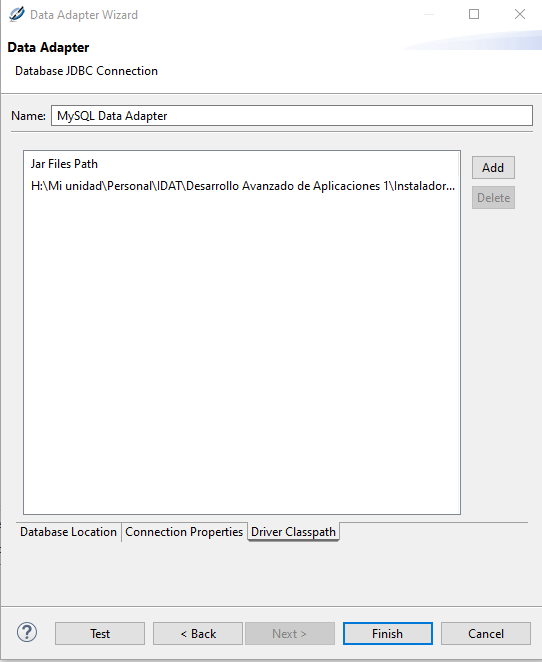 Data Adapter Wizard
Data Adapter
Database JDBC Connection
Name: MySQL Data Adapter
Jar Files Path
H:\Mi unidad\Personal\IDAT\Desarrollo Avanzado de Aplicaciones 1\Instalador...
Add
Delete
Database Location Connection Properties Driver Classpath
? Test < Back Next > Finish Cancel